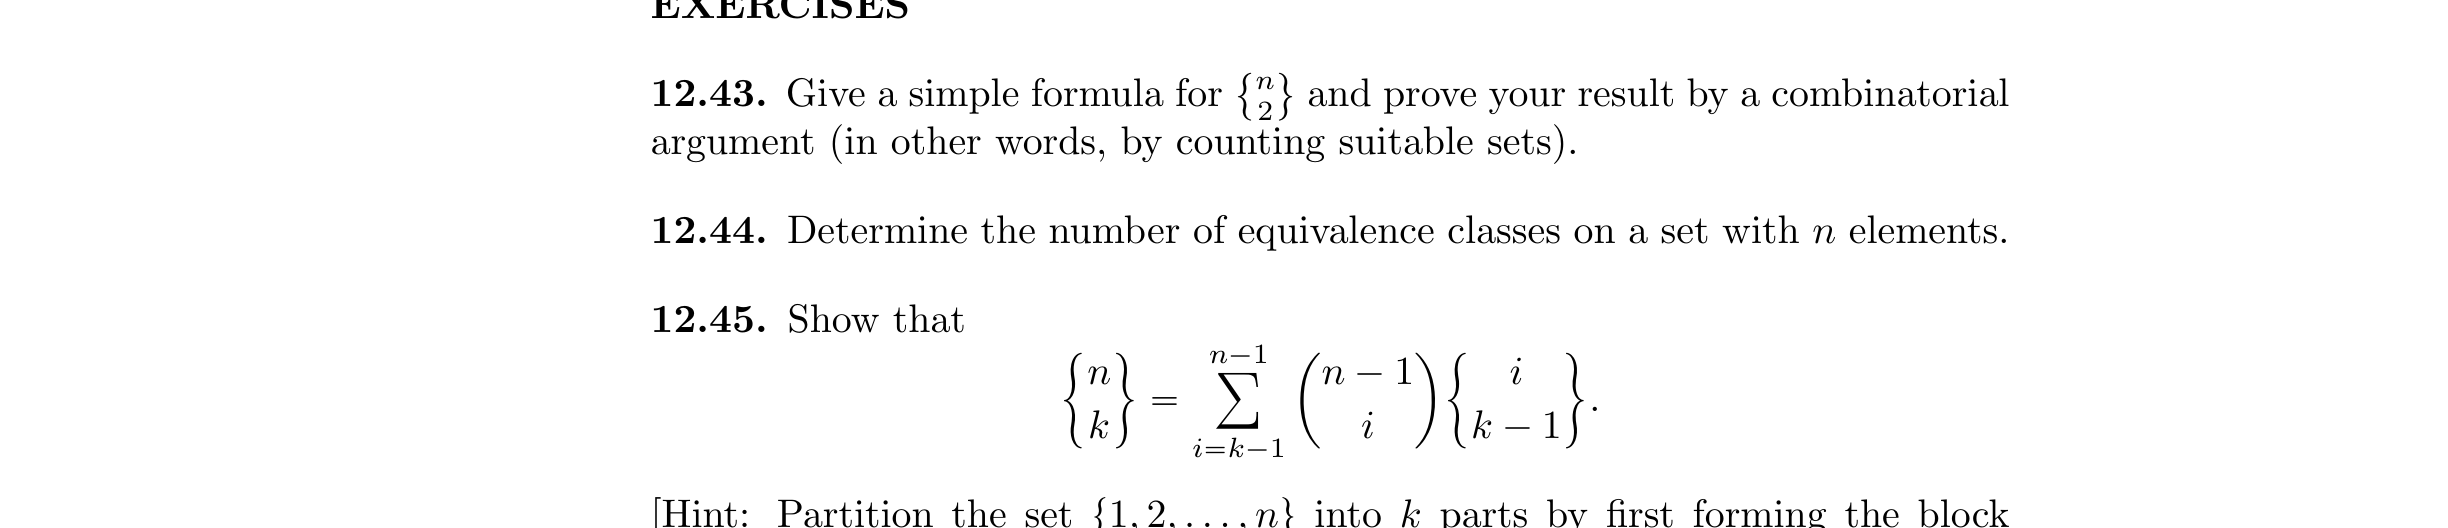 EXERCISES
12.43. Give a simple formula for {n 2} and prove your result by a combinatorial
argument (in other words, by counting suitable sets).
12.44. Determine the number of equivalence classes on a set with n elements.
12.45. Show that
{n k} = ∑_{i=k−1}^{n−1} (n − 1 i) {i k − 1}.
[Hint: Partition the set {1, 2, . . . , n} into k parts by first forming the block